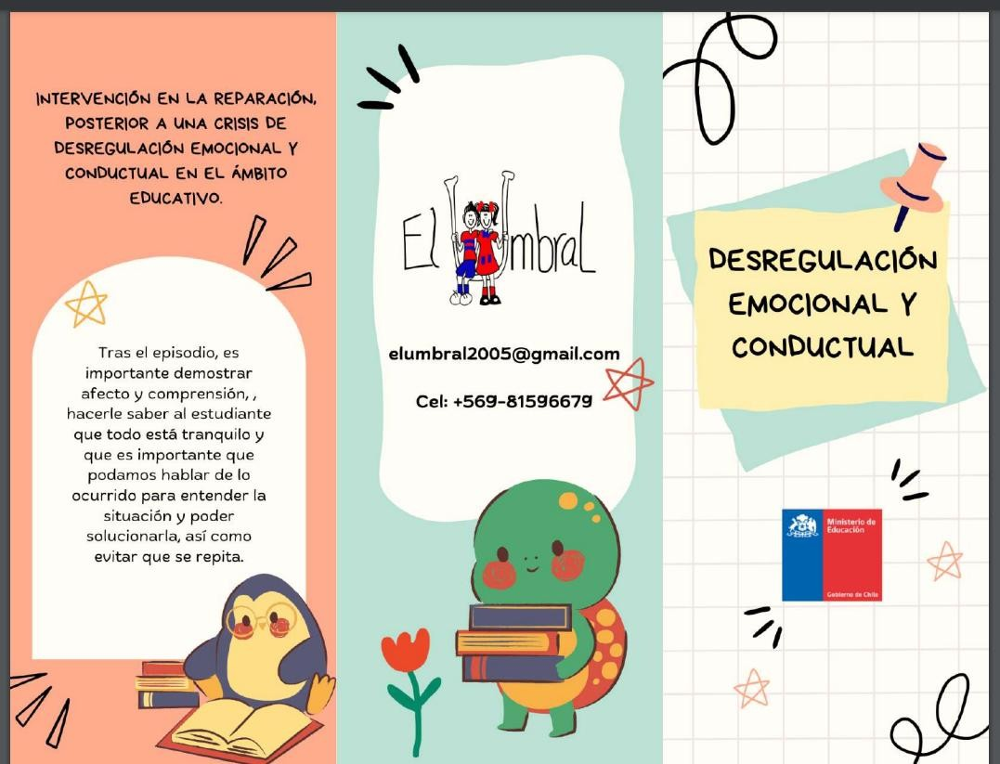 INTERVENCIÓN EN LA REPARACIÓN,
POSTERIOR A UNA CRISIS DE
DESREGULACIÓN EMOCIONAL Y
CONDUCTUAL EN EL ÁMBITO
EDUCATIVO.
Tras el episodio, es
importante demostrar
afecto y comprensión, ,
hacerle saber al estudiante
que todo está tranquilo y
que es importante que
podamos hablar de lo
ocurrido para entender la
situación y poder
solucionarla, así como
evitar que se repita.
El Umbral
elumbral2005@gmail.com
Cel: +569-81596679
DESREGULACIÓN
EMOCIONAL Y
CONDUCTUAL
Ministerio de
Educación
Gobierno de Chile